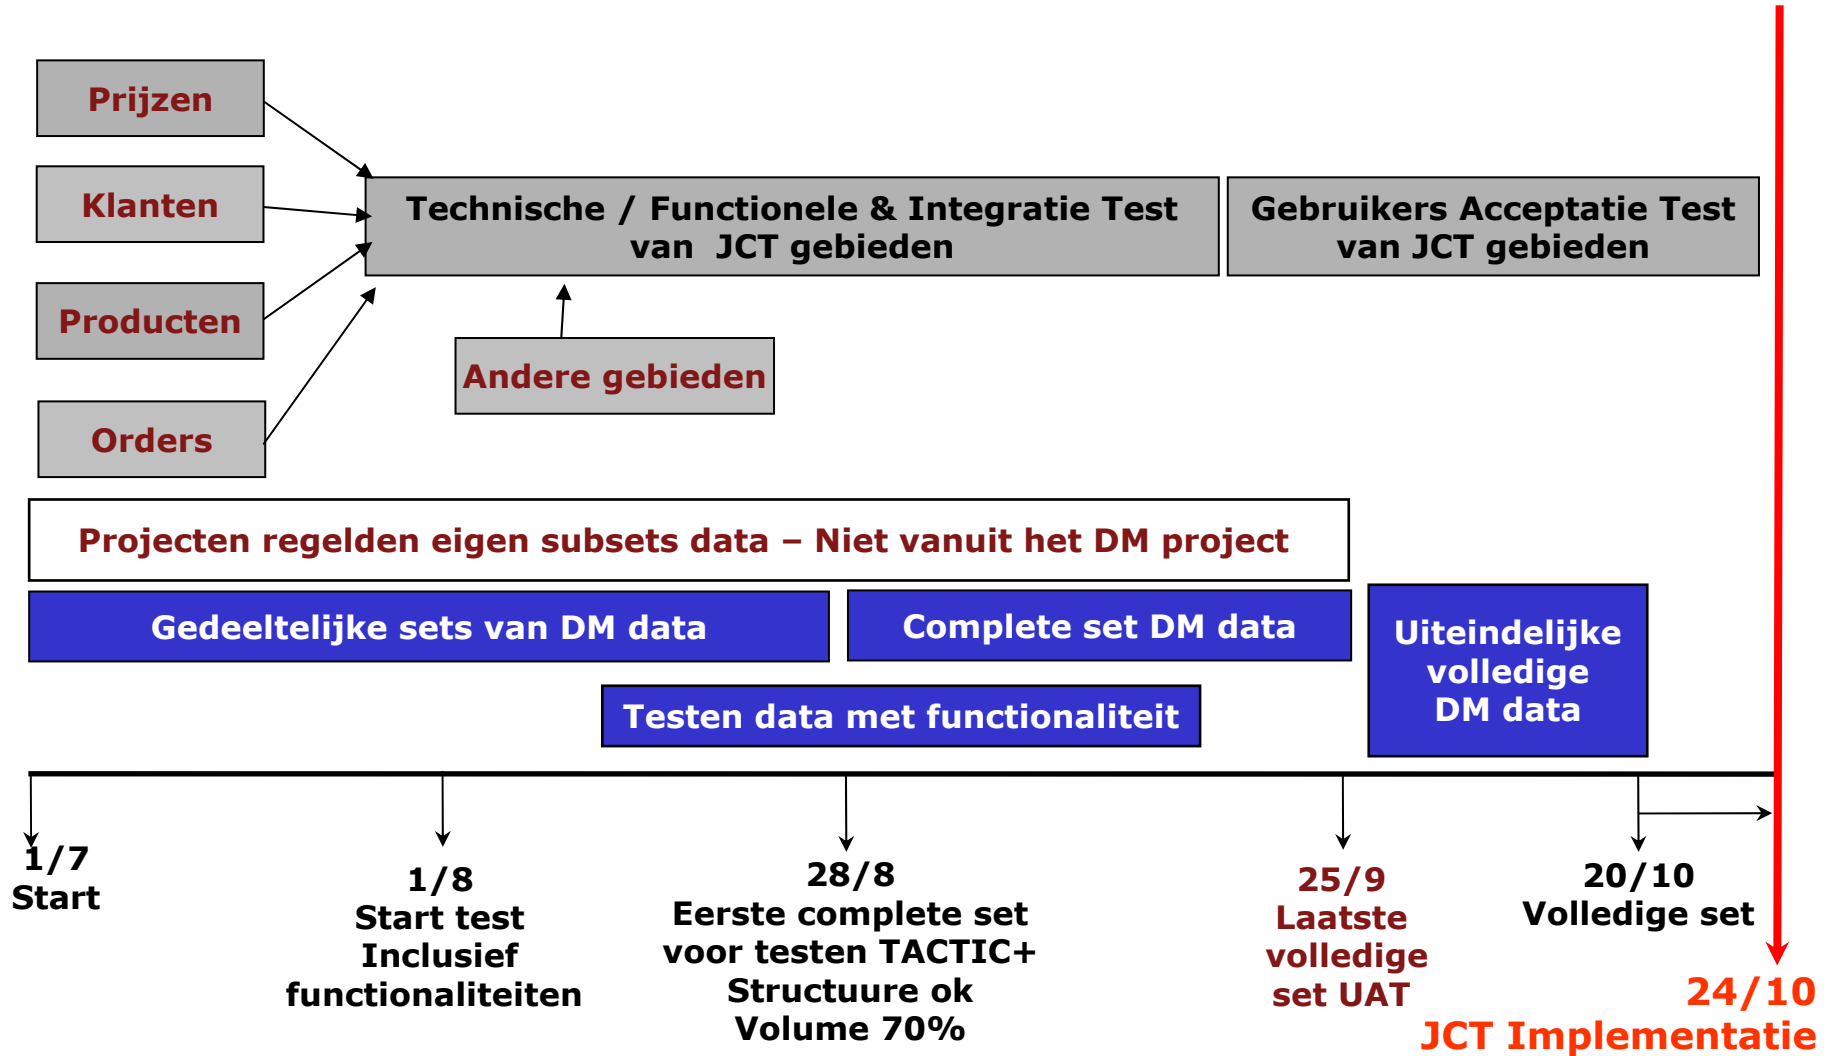 Prijzen
Klanten
Producten
Orders
Technische / Functionele & Integratie Test
van JCT gebieden
Gebruikers Acceptatie Test
van JCT gebieden
Andere gebieden
Projecten regelden eigen subsets data – Niet vanuit het DM project
Gedeeltelijke sets van DM data
Complete set DM data
Uiteindelijke
volledige
DM data
Testen data met functionaliteit
1/7
Start
1/8
Start test
Inclusief
functionaliteiten
28/8
Eerste complete set
voor testen TACTIC+
Structuure ok
Volume 70%
25/9
Laatste
volledige
set UAT
20/10
Volledige set
24/10
JCT Implementatie